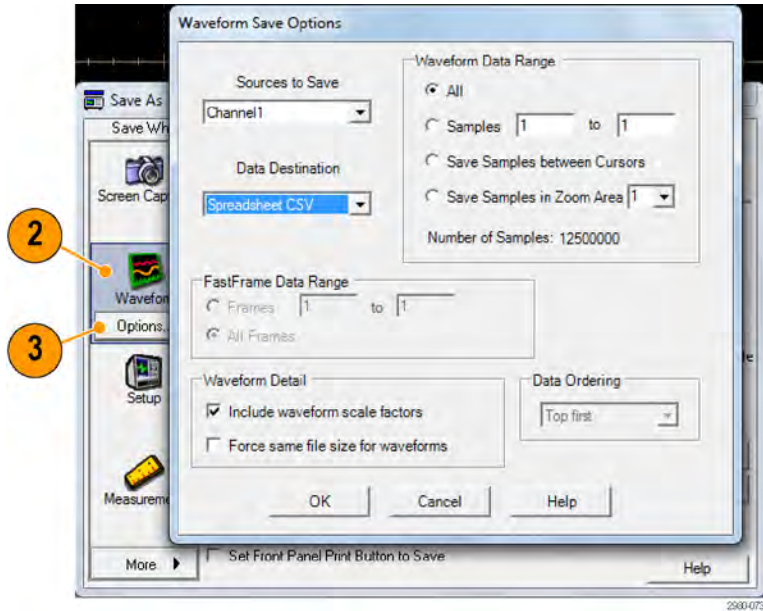 Waveform Save Options
Sources to Save
Channel1
Data Destination
Spreadsheet CSV
Waveform Data Range
All
Samples 1 to 1
Save Samples between Cursors
Save Samples in Zoom Area 1
Number of Samples: 12500000
FastFrame Data Range
Frames 1 to 1
All Frames
Waveform Detail
Include waveform scale factors
Force same file size for waveforms
Data Ordering
Top first
OK Cancel Help
Save As
Save Wh
Screen Cap
2
Wavefor
3
Options..
Setup
Measureme
More
Set Front Panel Print Button to Save
Help
2980-073